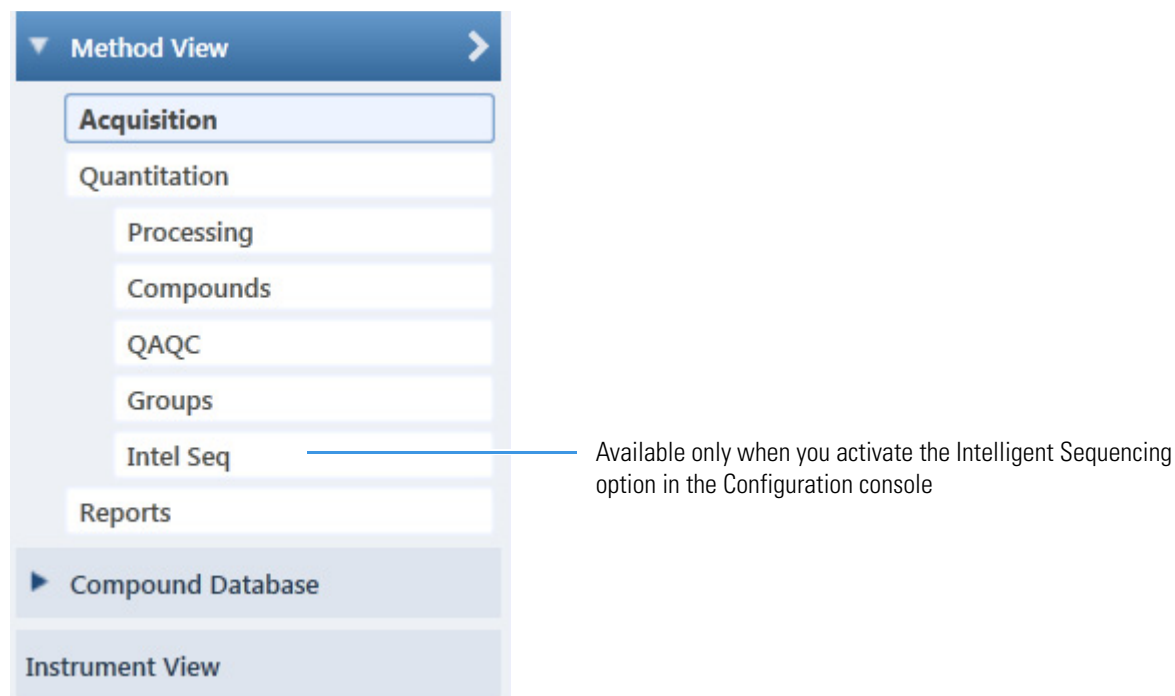 Method View
Acquisition
Quantitation
Processing
Compounds
QAQC
Groups
Intel Seq
Available only when you activate the Intelligent Sequencing
option in the Configuration console
Reports
Compound Database
Instrument View